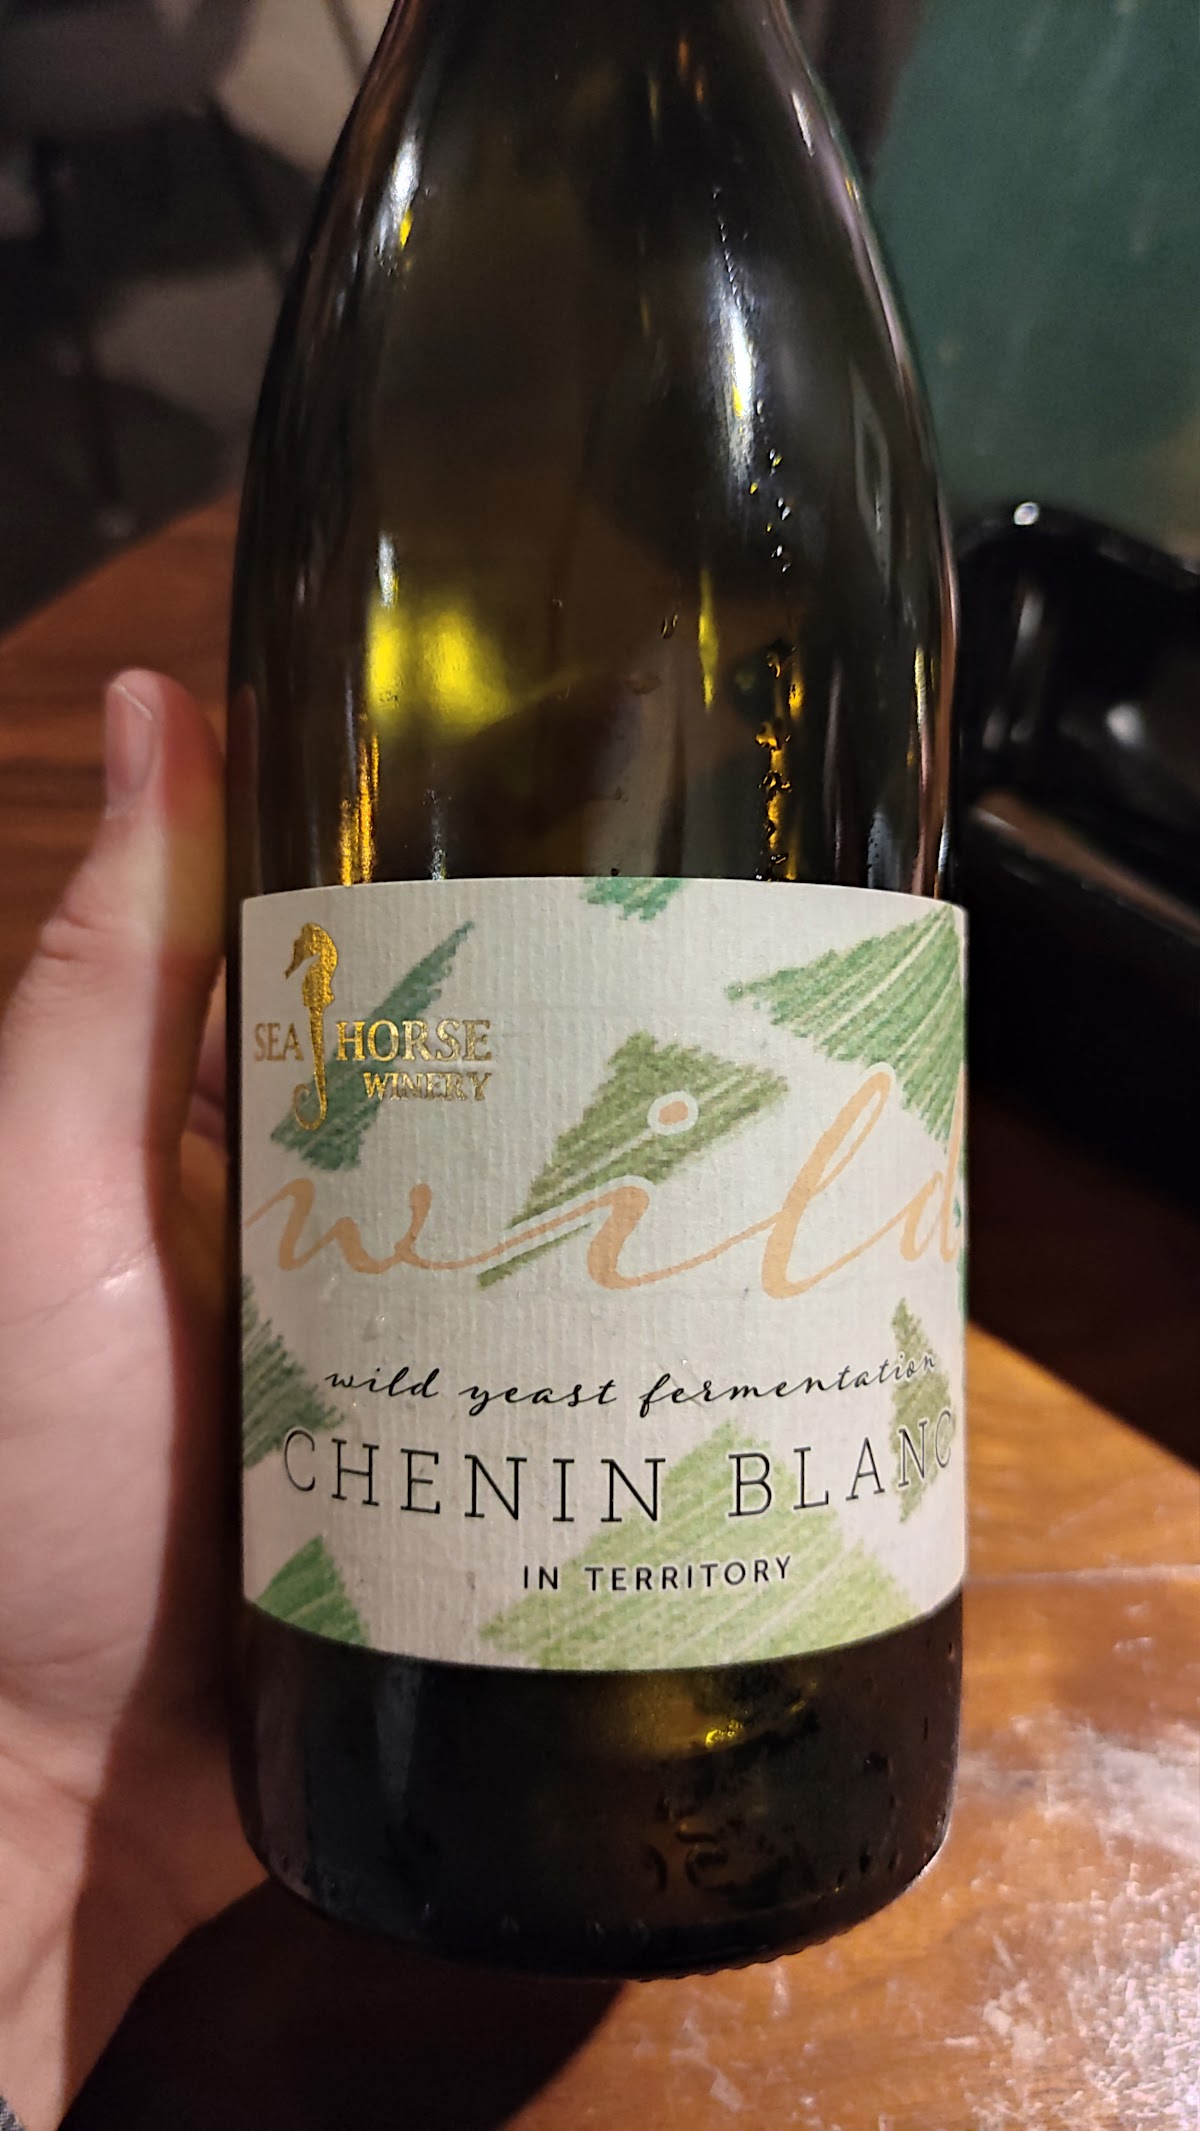 SEA HORSE
WINERY
wild
wild yeast fermentation
CHENIN BLANC
IN TERRITORY